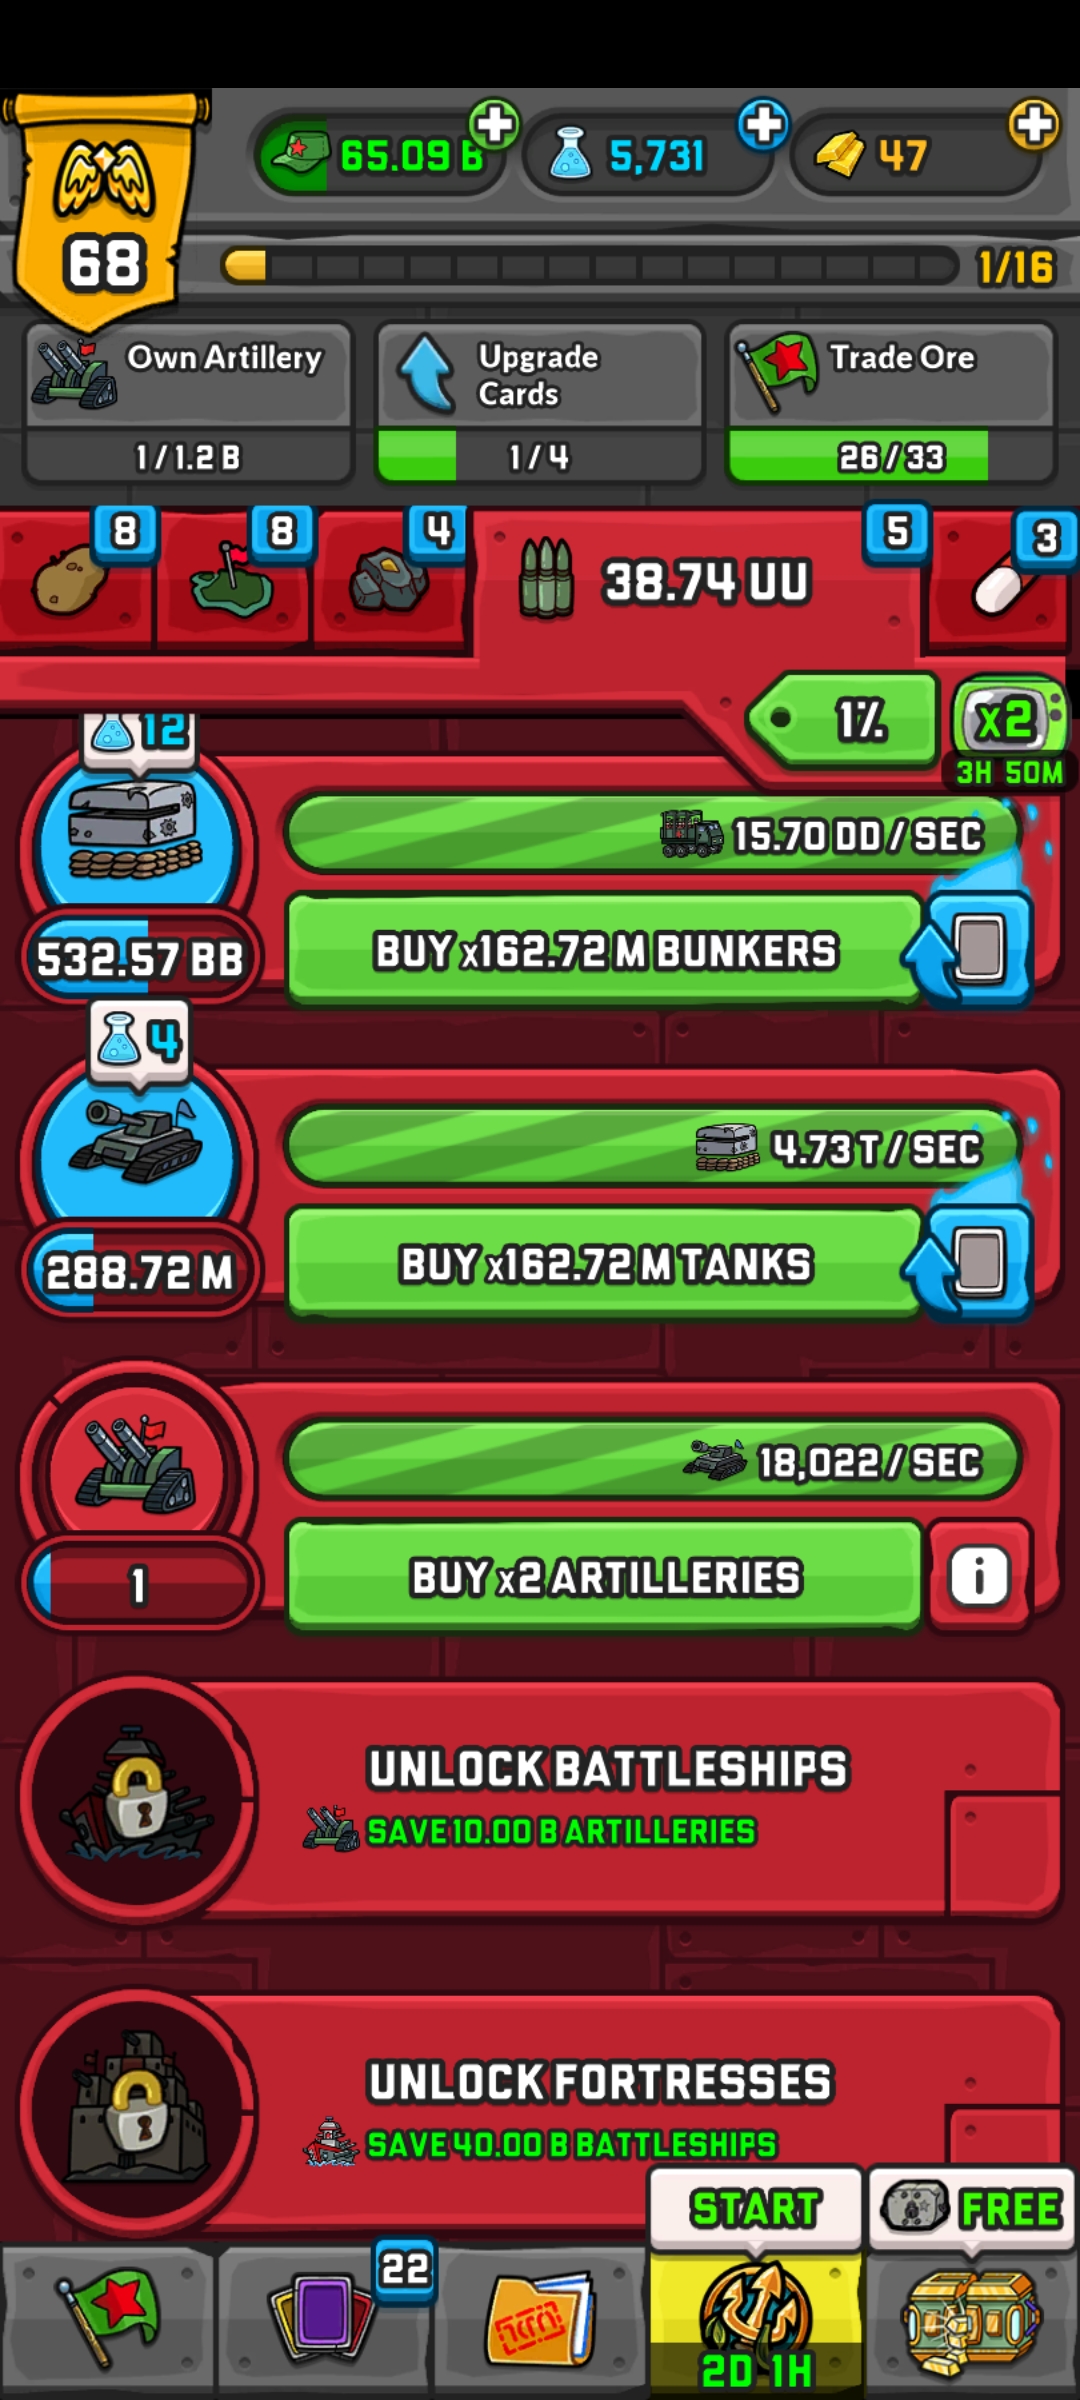 65.09 B
5,731
47
68
1/16
Own Artillery
1 / 1.2 B
Upgrade
Cards
1 / 4
Trade Ore
26 / 33
8
8
4
38.74 UU
5
3
1%
x2
3H 50M
12
15.70 DD / SEC
532.57 BB
BUY x162.72 M BUNKERS
4
4.73 T / SEC
288.72 M
BUY x162.72 M TANKS
18,022 / SEC
1
BUY x2 ARTILLERIES
i
UNLOCK BATTLESHIPS
SAVE 10.00 B ARTILLERIES
UNLOCK FORTRESSES
SAVE 40.00 B BATTLESHIPS
START
FREE
22
2D 1H